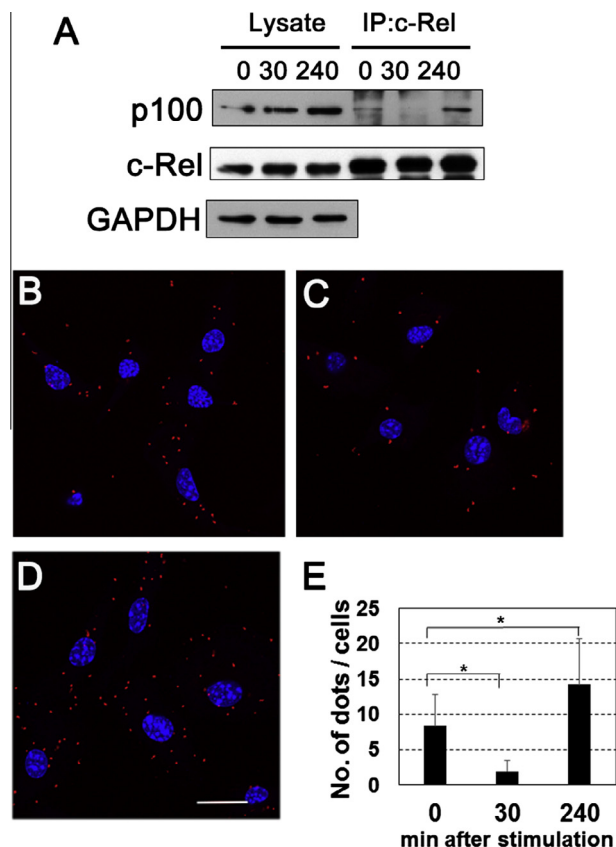 A
Lysate IP:c-Rel
0 30 240 0 30 240
p100
c-Rel
GAPDH
B
C
D
E
25
20
15
10
5
0
No. of dots / cells
* 
*
0 30 240
min after stimulation